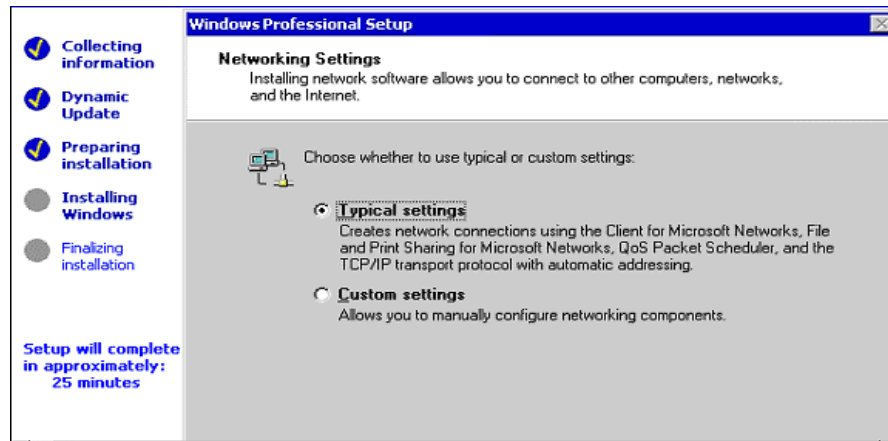 Windows Professional Setup
Collecting
information
Dynamic
Update
Preparing
installation
Installing
Windows
Finalizing
installation
Setup will complete
in approximately:
25 minutes
Networking Settings
Installing network software allows you to connect to other computers, networks,
and the Internet.
Choose whether to use typical or custom settings:
Typical settings
Creates network connections using the Client for Microsoft Networks, File
and Print Sharing for Microsoft Networks, QoS Packet Scheduler, and the
TCP/IP transport protocol with automatic addressing.
Custom settings
Allows you to manually configure networking components.